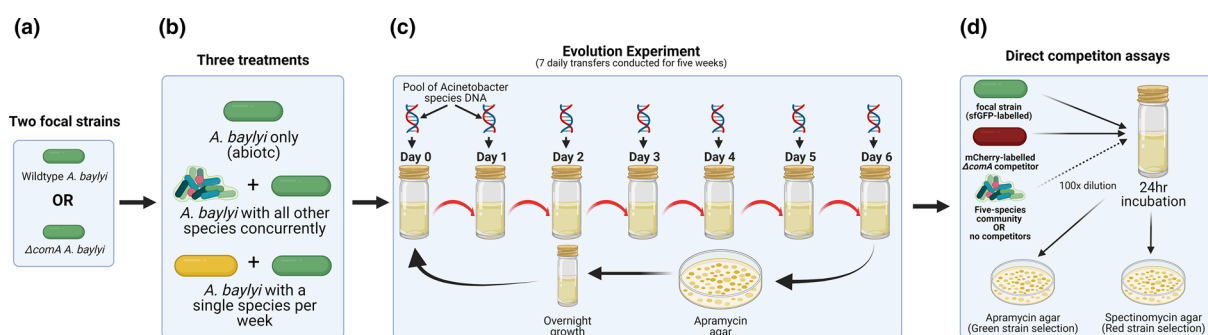 (a)
Two focal strains
Wildtype A. baylyi
OR
ΔcomA A. baylyi
(b)
Three treatments
A. baylyi only
(abiotc)
+
A. baylyi with all other
species concurrently
+
A. baylyi with a
single species per
week
(c)
Evolution Experiment
(7 daily transfers conducted for five weeks)
Pool of Acinetobacter
species DNA
Day 0
Day 1
Day 2
Day 3
Day 4
Day 5
Day 6
Overnight
growth
Apramycin
agar
(d)
Direct competiton assays
focal strain
(sfGFP-labelled)
mCherry-labelled
ΔcomA competitor
100x dilution
Five-species
community
OR
no competitors
24hr
incubation
Apramycin agar
(Green strain selection)
Spectinomycin agar
(Red strain selection)